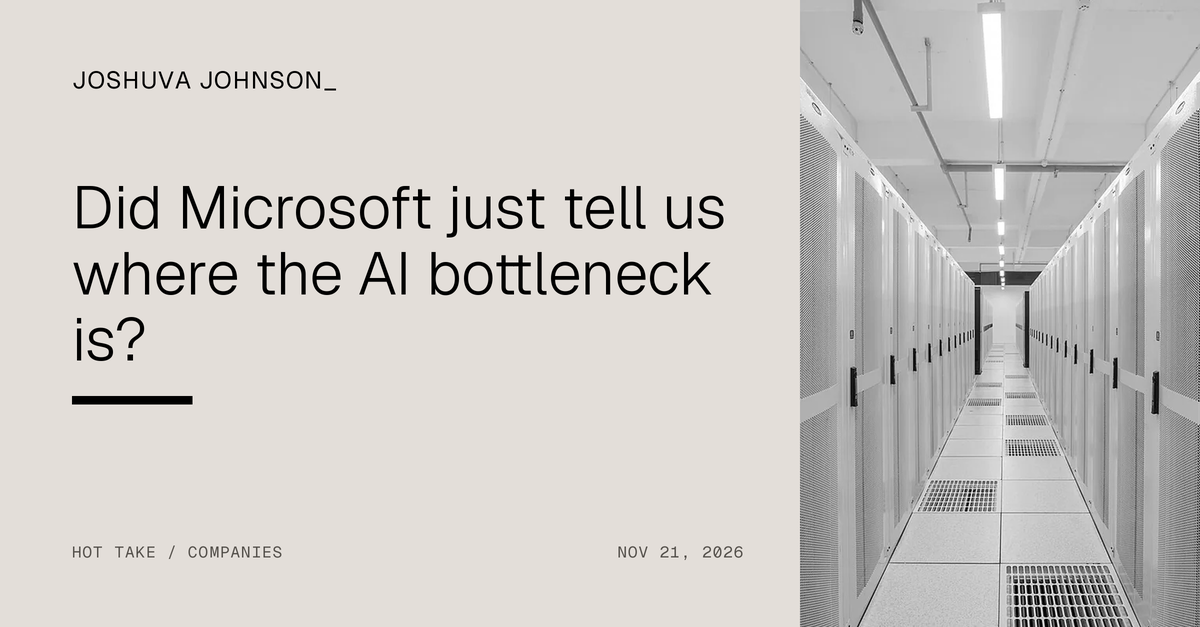 JOSHUVA JOHNSON_
Did Microsoft just tell us
where the AI bottleneck
is?
HOT TAKE / COMPANIES
NOV 21, 2026